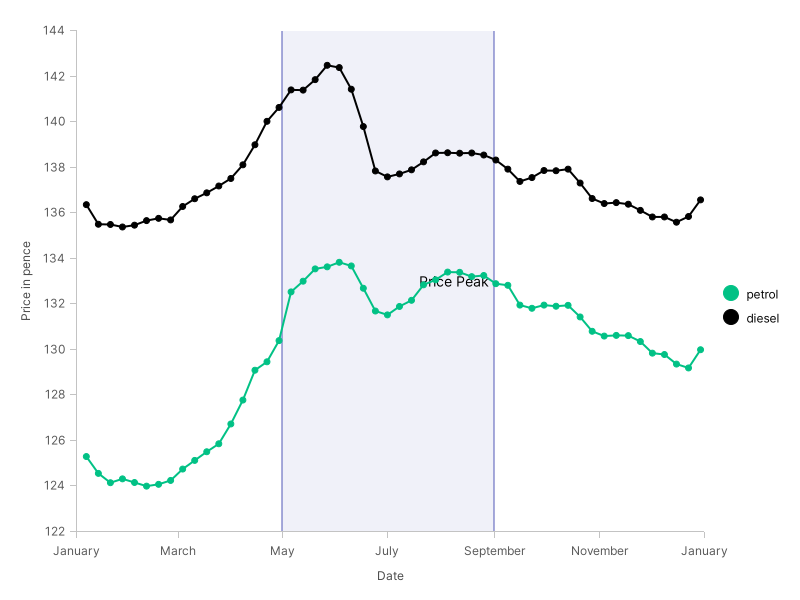 144
142
140
138
136
134
132
130
128
126
124
122
Price in pence
Price Peak
petrol
diesel
January March May July September November January
Date